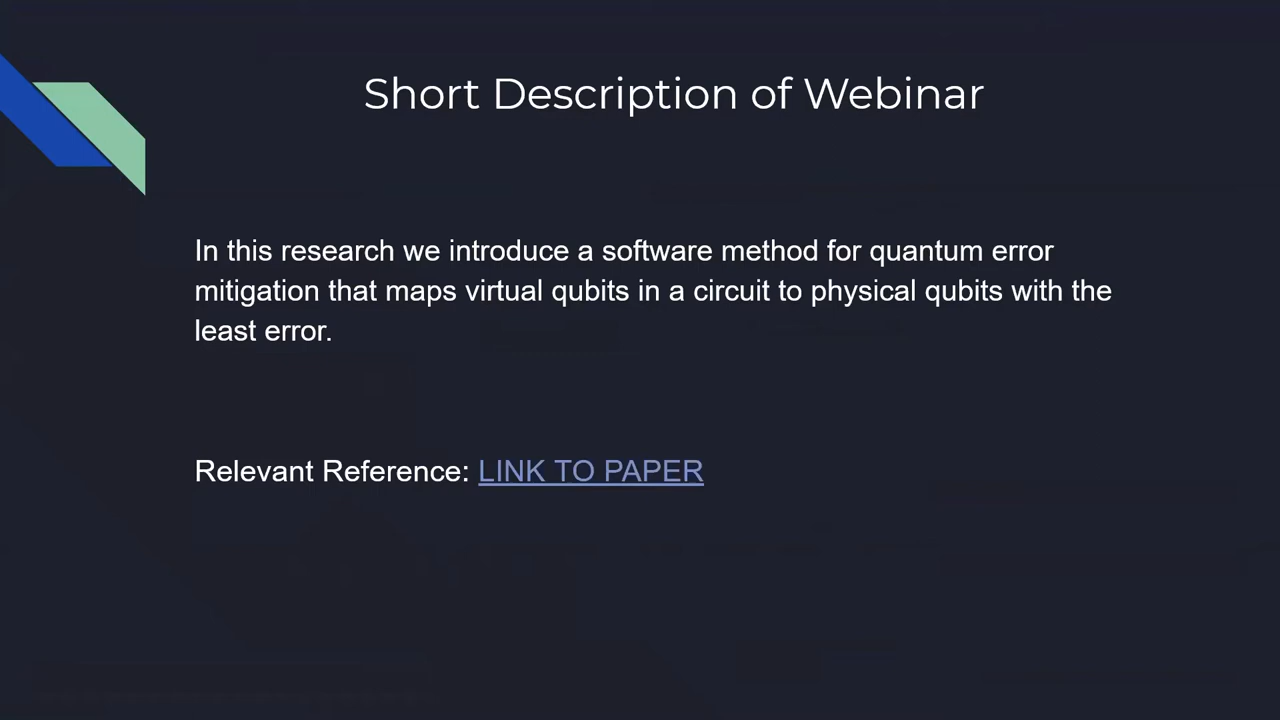 Short Description of Webinar
In this research we introduce a software method for quantum error
mitigation that maps virtual qubits in a circuit to physical qubits with the
least error.
Relevant Reference: LINK TO PAPER